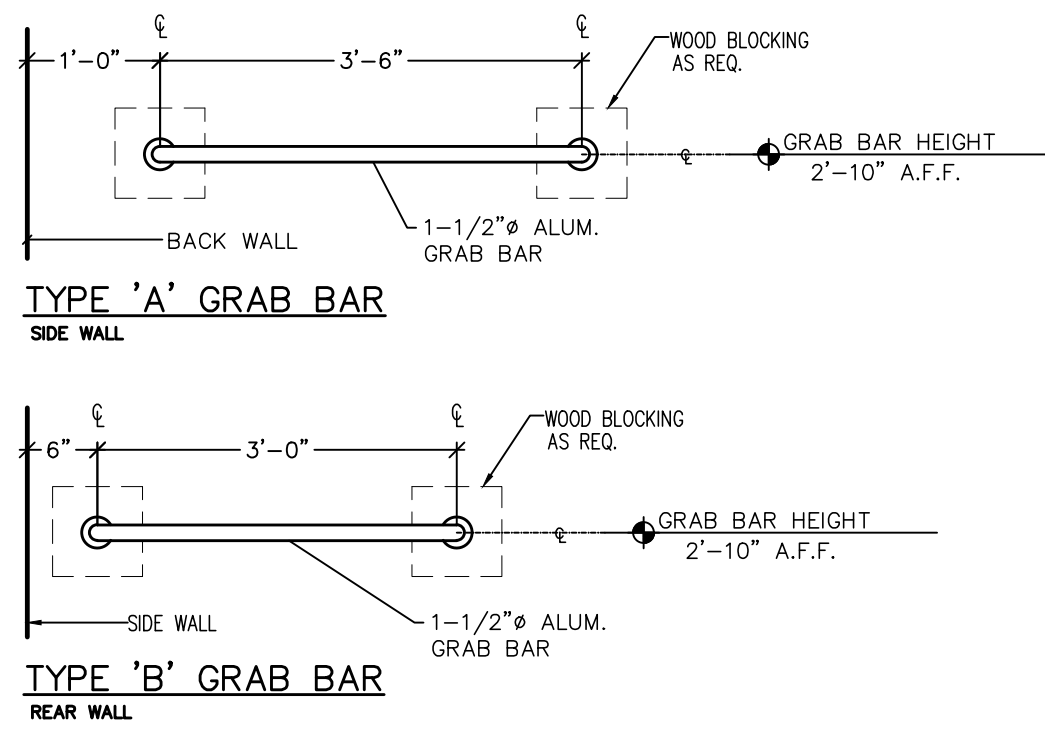 ℄ ℄
1'-0" 3'-6"
WOOD BLOCKING
AS REQ.
℄
GRAB BAR HEIGHT
2'-10" A.F.F.
1-1/2"ø ALUM.
GRAB BAR
BACK WALL
TYPE 'A' GRAB BAR
SIDE WALL
℄ ℄
6" 3'-0"
WOOD BLOCKING
AS REQ.
℄
GRAB BAR HEIGHT
2'-10" A.F.F.
SIDE WALL
1-1/2"ø ALUM.
GRAB BAR
TYPE 'B' GRAB BAR
REAR WALL